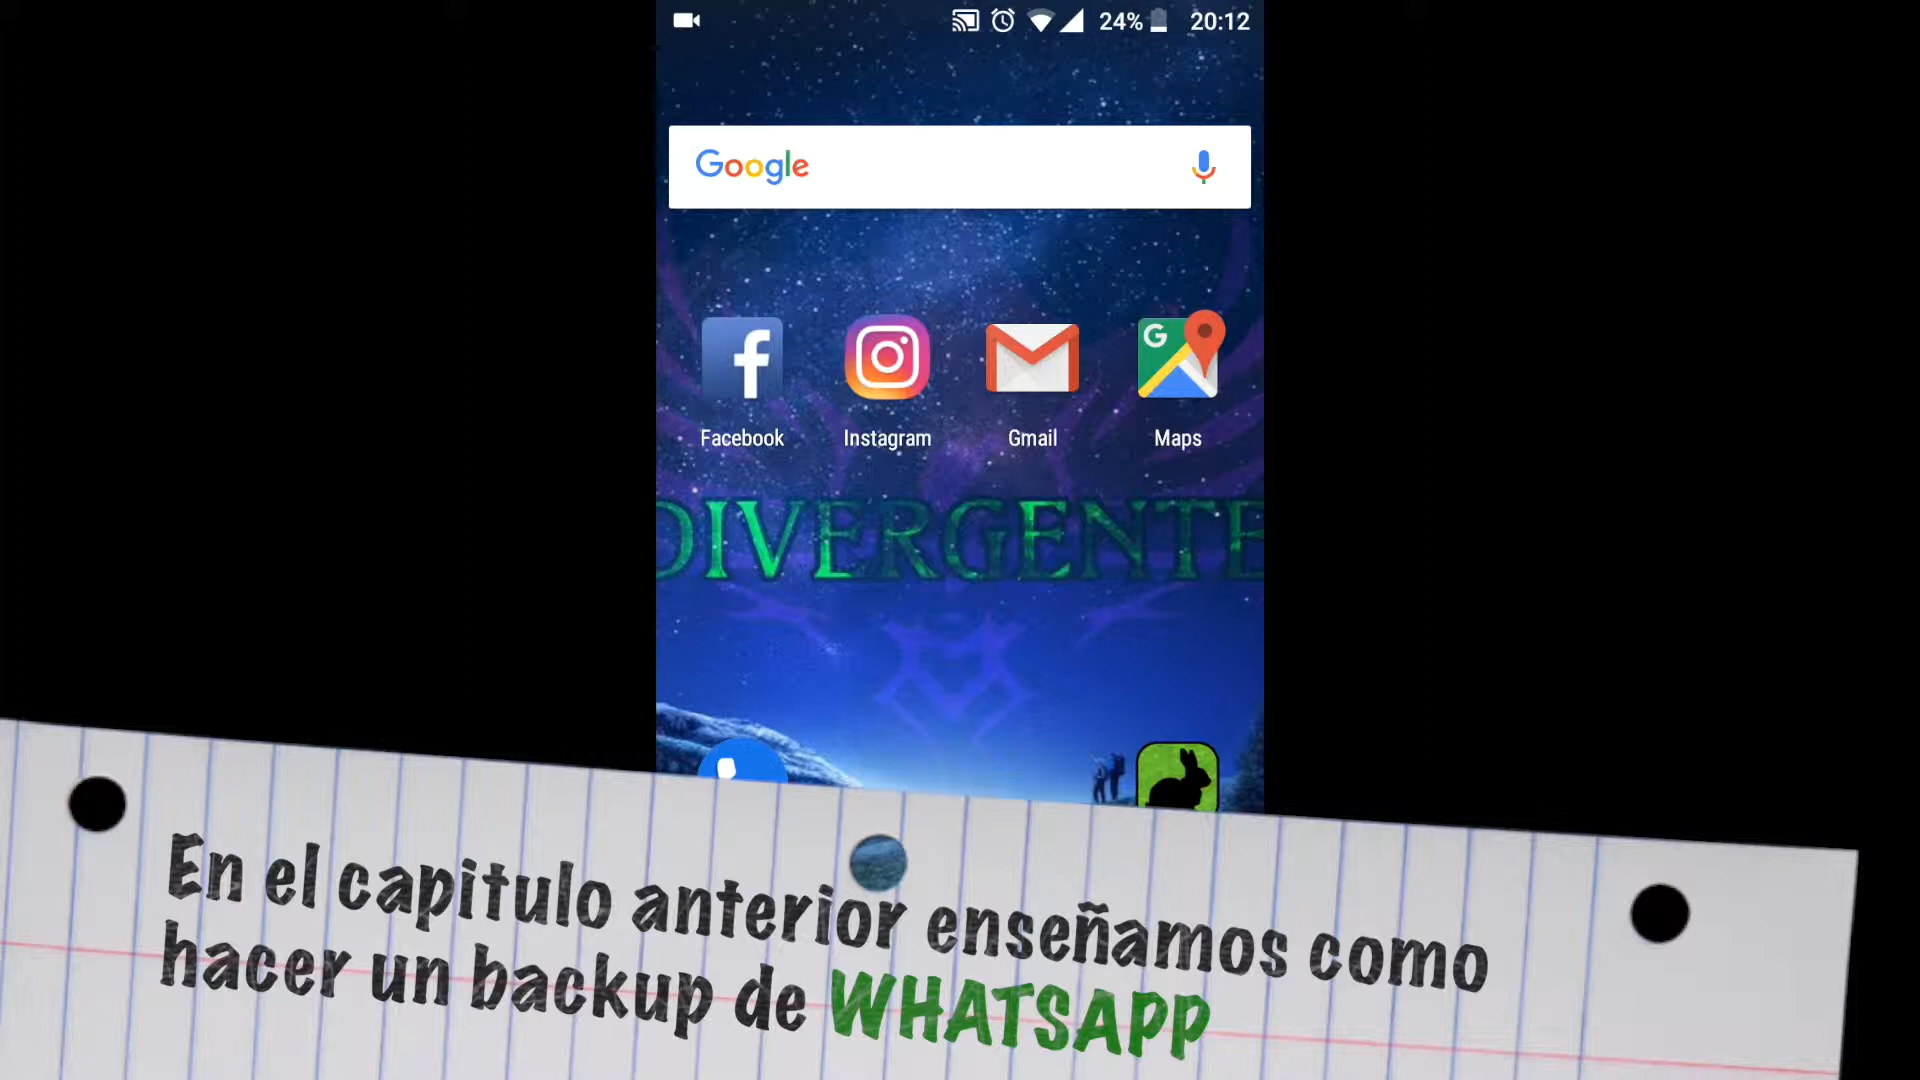 24% 20:12
Google
Facebook Instagram Gmail Maps
DIVERGENTE
En el capitulo anterior enseñamos como
hacer un backup de WHATSAPP